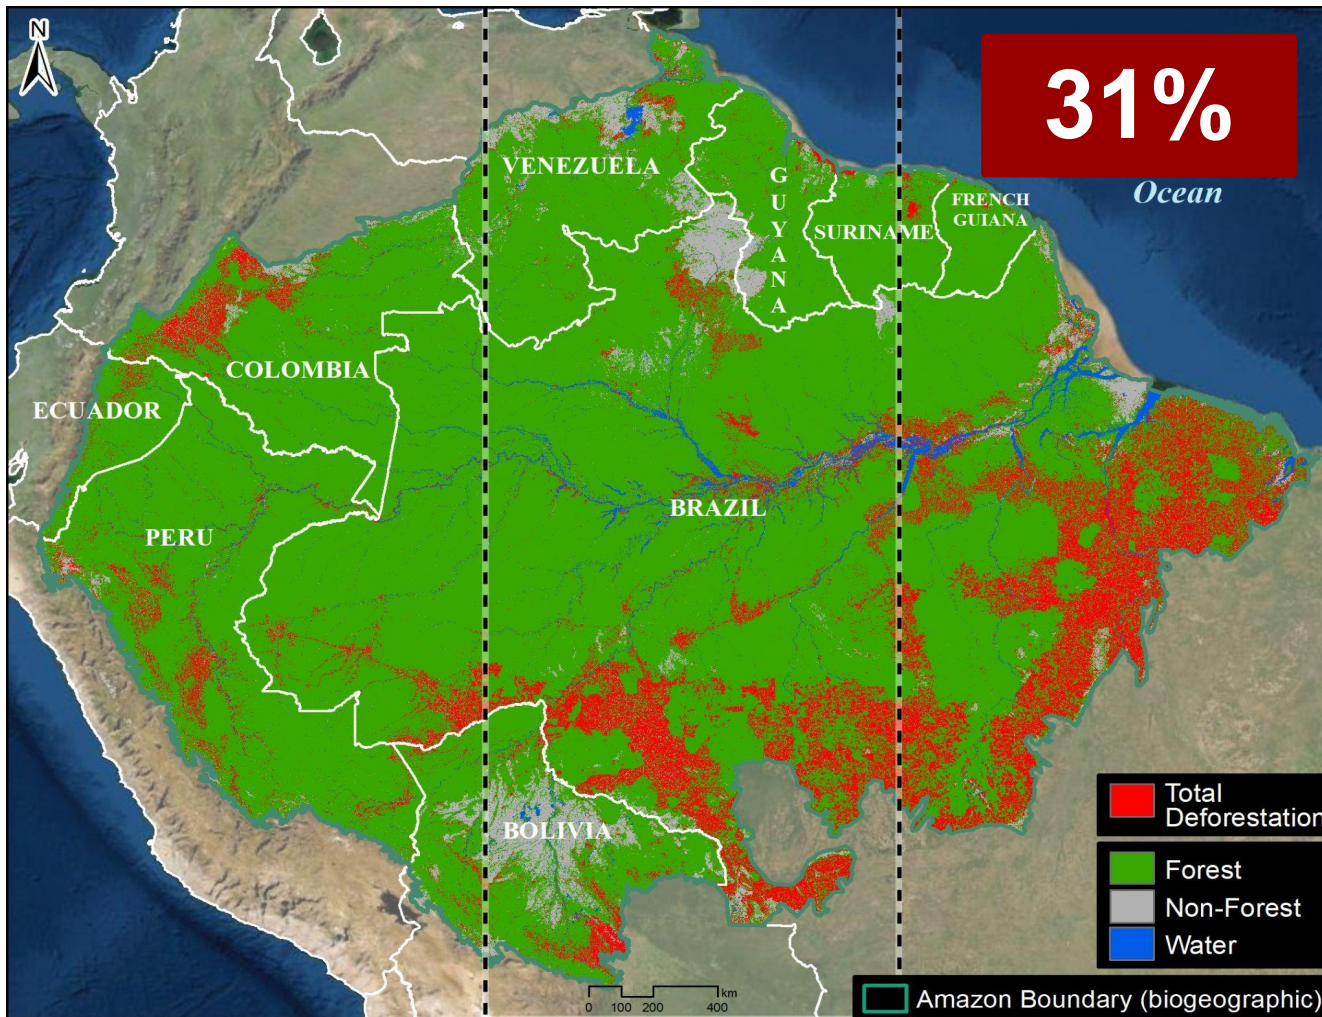 N
31%
Ocean
VENEZUELA
GUYANA
SURINAME
FRENCH
GUIANA
COLOMBIA
ECUADOR
PERU
BRAZIL
BOLIVIA
Total
Deforestation
Forest
Non-Forest
Water
km
0 100 200 400
Amazon Boundary (biogeographic)